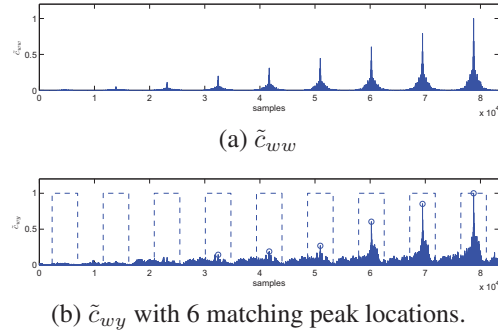 1
0.5
0
c̃ww
0 1 2 3 4 5 6 7 8
samples
x 10⁴
(a) c̃ww
1
0.5
0
c̃wy
0 1 2 3 4 5 6 7 8
samples
x 10⁴
(b) c̃wy with 6 matching peak locations.